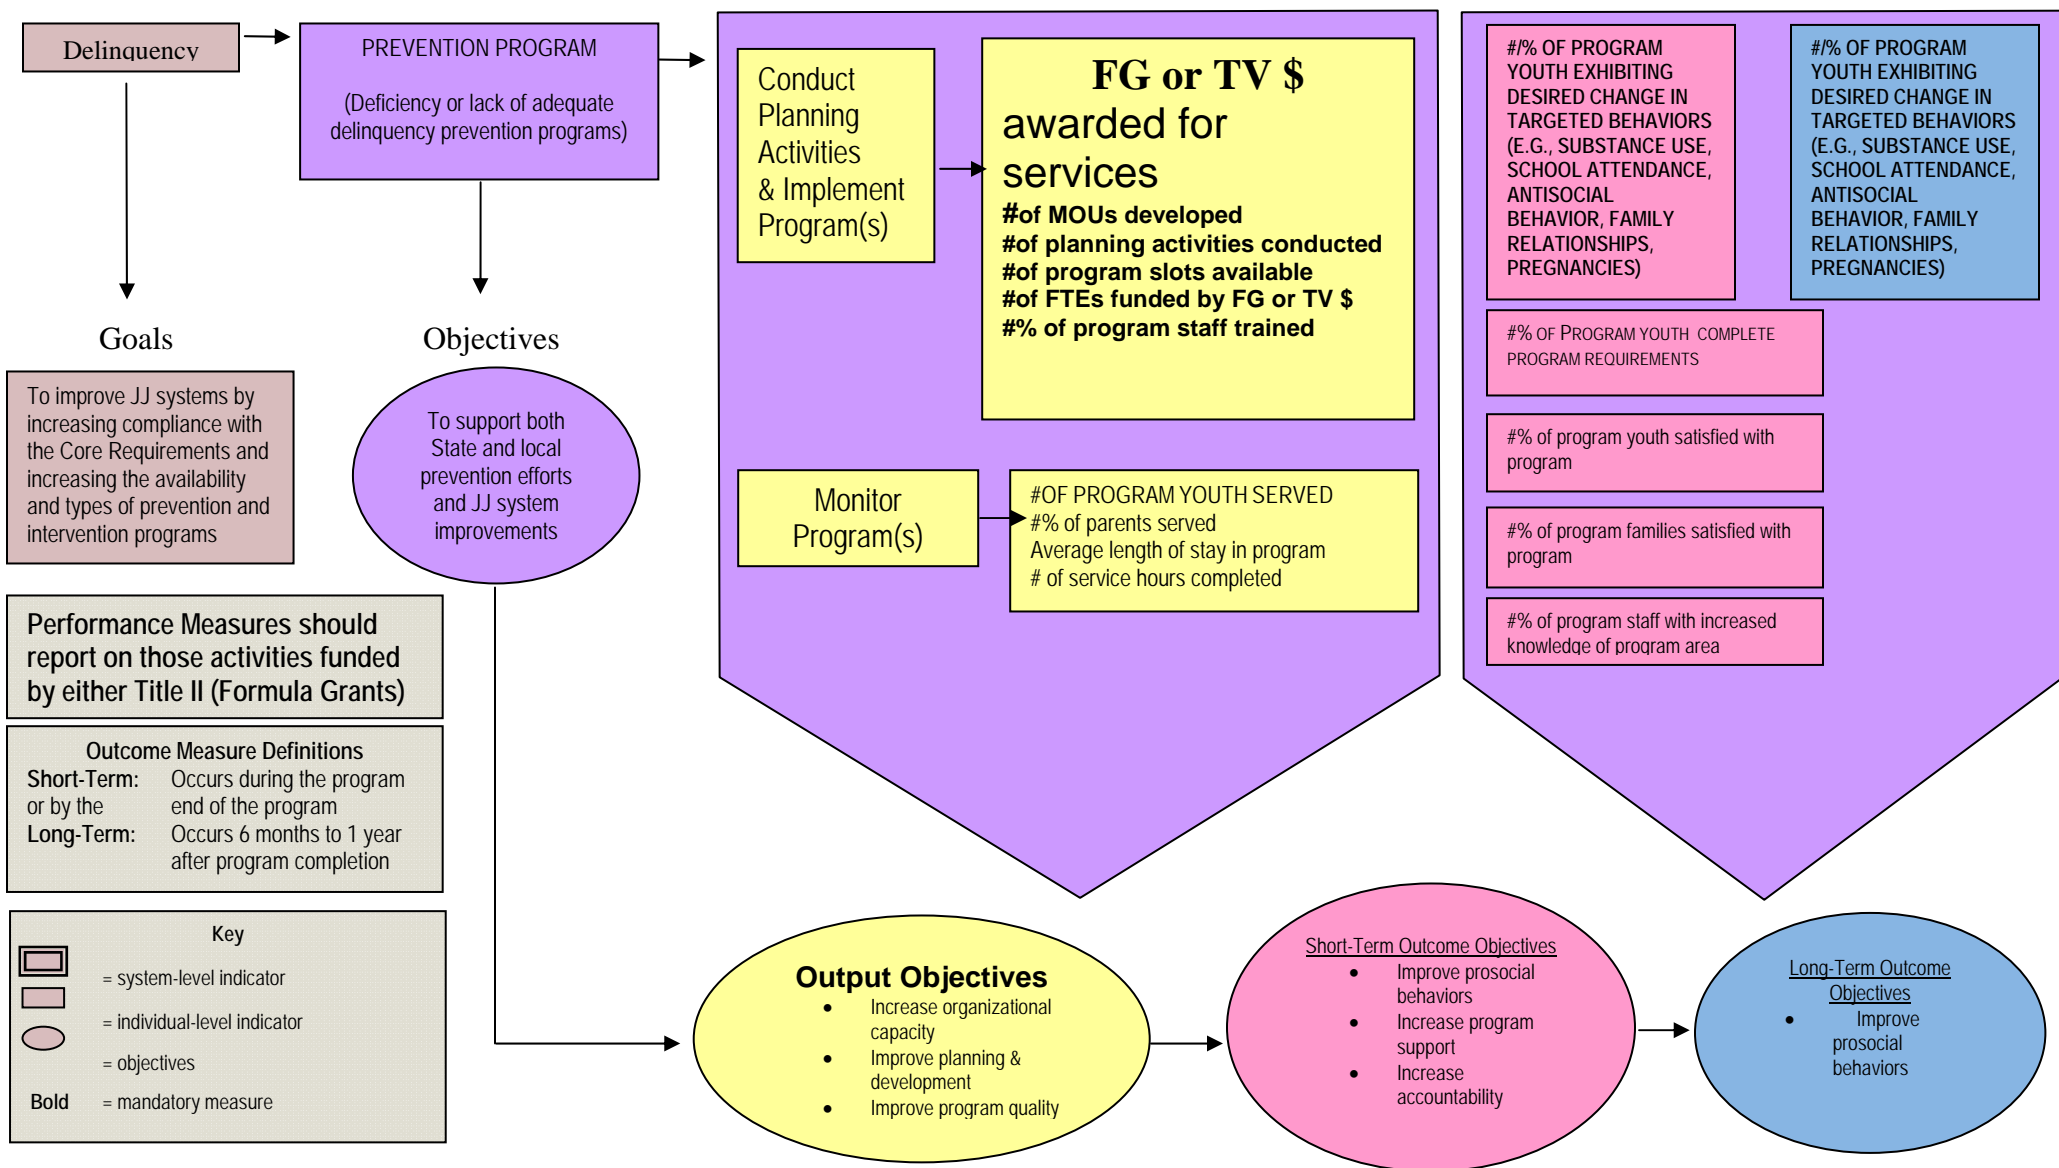 Delinquency
PREVENTION PROGRAM
(Deficiency or lack of adequate
delinquency prevention programs)
Goals
To improve JJ systems by
increasing compliance with
the Core Requirements and
increasing the availability
and types of prevention and
intervention programs
Objectives
To support both
State and local
prevention efforts
and JJ system
improvements
Performance Measures should
report on those activities funded
by either Title II (Formula Grants)
Outcome Measure Definitions
Short-Term: Occurs during the program
or by the end of the program
Long-Term: Occurs 6 months to 1 year
after program completion
Key
= system-level indicator
= individual-level indicator
= objectives
Bold = mandatory measure
Conduct
Planning
Activities
& Implement
Program(s)
FG or TV $
awarded for
services
#of MOUs developed
#of planning activities conducted
#of program slots available
#of FTEs funded by FG or TV $
#% of program staff trained
Monitor
Program(s)
#OF PROGRAM YOUTH SERVED
#% of parents served
Average length of stay in program
# of service hours completed
#/% OF PROGRAM
YOUTH EXHIBITING
DESIRED CHANGE IN
TARGETED BEHAVIORS
(E.G., SUBSTANCE USE,
SCHOOL ATTENDANCE,
ANTISOCIAL
BEHAVIOR, FAMILY
RELATIONSHIPS,
PREGNANCIES)
#/% OF PROGRAM
YOUTH EXHIBITING
DESIRED CHANGE IN
TARGETED BEHAVIORS
(E.G., SUBSTANCE USE,
SCHOOL ATTENDANCE,
ANTISOCIAL
BEHAVIOR, FAMILY
RELATIONSHIPS,
PREGNANCIES)
#% OF PROGRAM YOUTH COMPLETE
PROGRAM REQUIREMENTS
#% of program youth satisfied with
program
#% of program families satisfied with
program
#% of program staff with increased
knowledge of program area
Output Objectives
• Increase organizational
capacity
• Improve planning &
development
• Improve program quality
Short-Term Outcome Objectives
• Improve prosocial
behaviors
• Increase program
support
• Increase
accountability
Long-Term Outcome
Objectives
• Improve
prosocial
behaviors